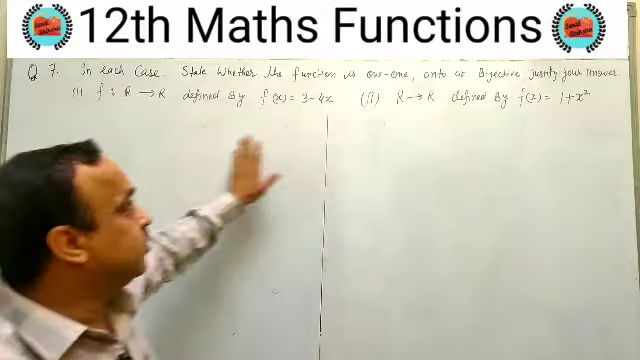 12th Maths Functions
Q 7. In each Case. State Whether the function is one-one, onto or Bijective justify your answer.
(i) f : R → R defined By f(x) = 3 - 4x (ii) R → R defined By f(x) = 1 + x²